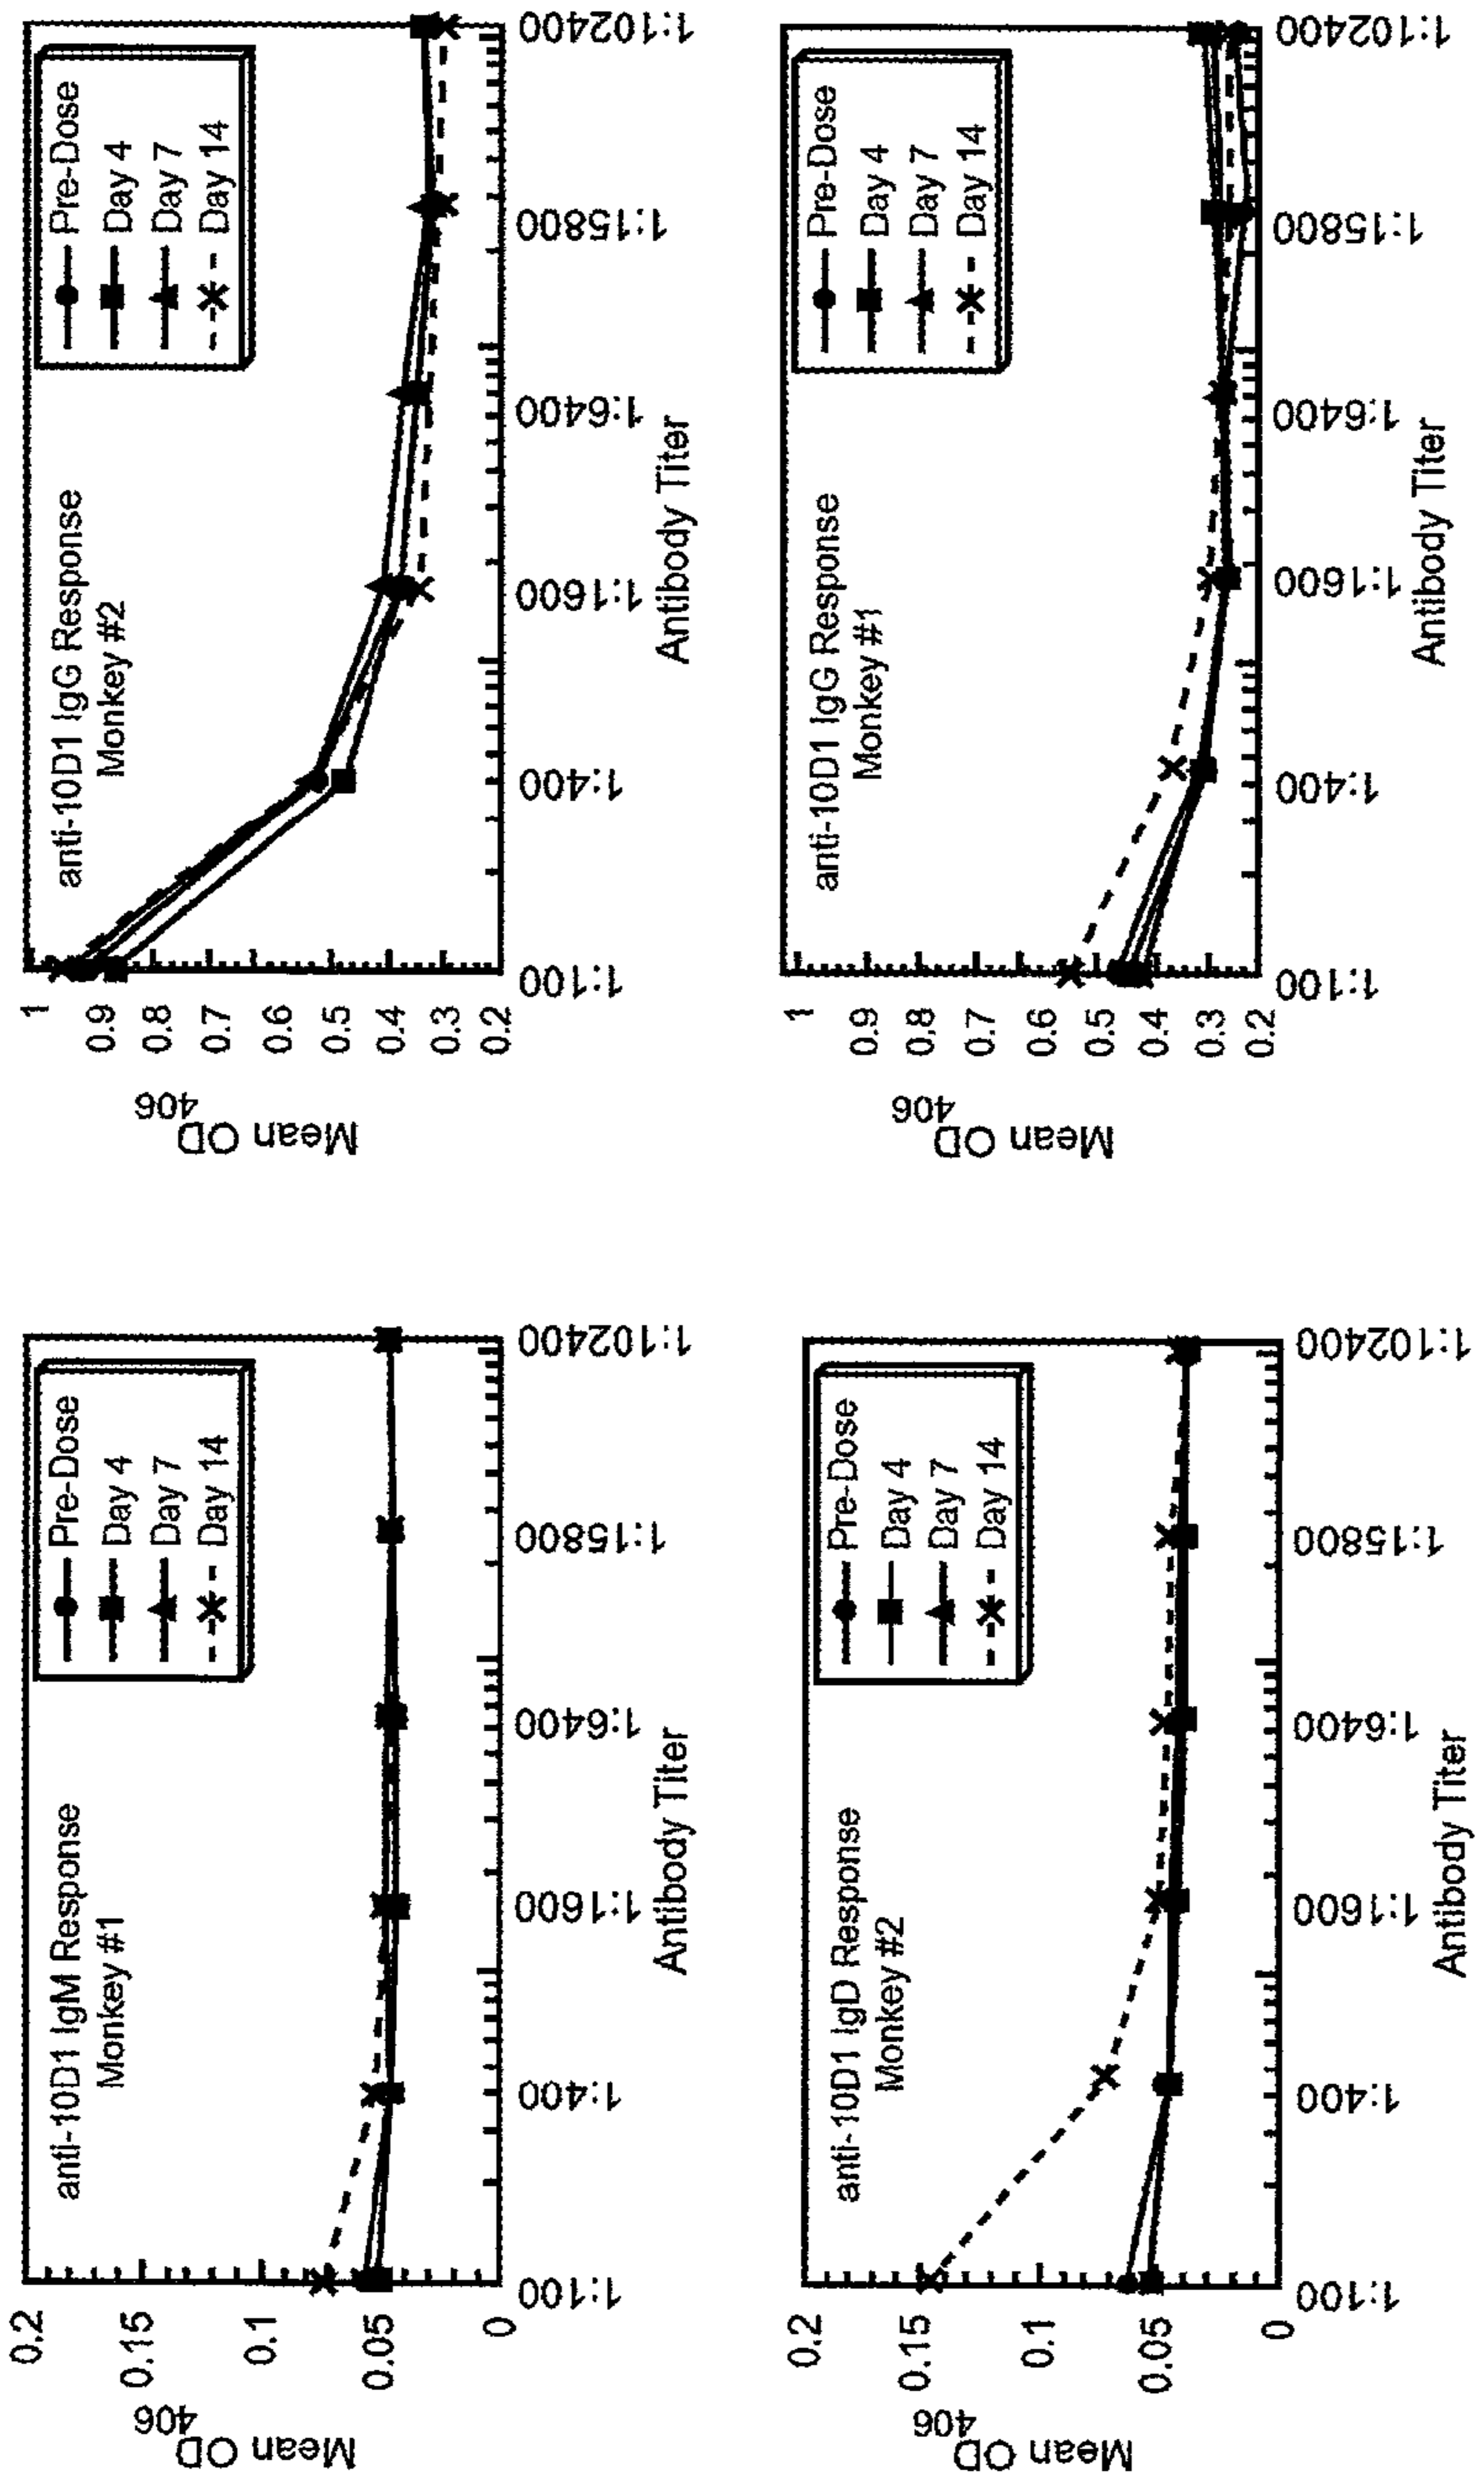 anti-10D1 IgM Response
Monkey #1
Pre-Dose
Day 4
Day 7
Day 14
Mean OD 406
0.2
0.15
0.1
0.05
0
1:100
1:400
1:1600
1:6400
1:15800
1:102400
Antibody Titer
anti-10D1 IgG Response
Monkey #2
Pre-Dose
Day 4
Day 7
Day 14
Mean OD 406
1
0.9
0.8
0.7
0.6
0.5
0.4
0.3
0.2
1:100
1:400
1:1600
1:6400
1:15800
1:102400
Antibody Titer
anti-10D1 IgD Response
Monkey #2
Pre-Dose
Day 4
Day 7
Day 14
Mean OD 406
0.2
0.15
0.1
0.05
0
1:100
1:400
1:1600
1:6400
1:15800
1:102400
Antibody Titer
anti-10D1 IgG Response
Monkey #1
Pre-Dose
Day 4
Day 7
Day 14
Mean OD 406
1
0.9
0.8
0.7
0.6
0.5
0.4
0.3
0.2
1:100
1:400
1:1600
1:6400
1:15800
1:102400
Antibody Titer